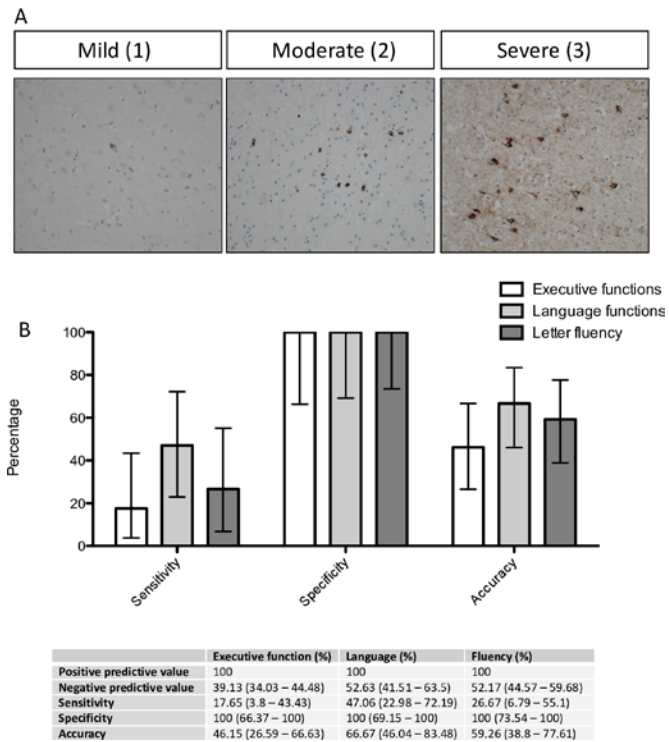 A
Mild (1) Moderate (2) Severe (3)
Executive functions
Language functions
Letter fluency
B
Percentage
100
80
60
40
20
0
Sensitivity
Specificity
Accuracy
Executive function (%) Language (%) Fluency (%)
Positive predictive value 100 100 100
Negative predictive value 39.13 (34.03 – 44.48) 52.63 (41.51 – 63.5) 52.17 (44.57 – 59.68)
Sensitivity 17.65 (3.8 – 43.43) 47.06 (22.98 – 72.19) 26.67 (6.79 – 55.1)
Specificity 100 (66.37 – 100) 100 (69.15 – 100) 100 (73.54 – 100)
Accuracy 46.15 (26.59 – 66.63) 66.67 (46.04 – 83.48) 59.26 (38.8 – 77.61)